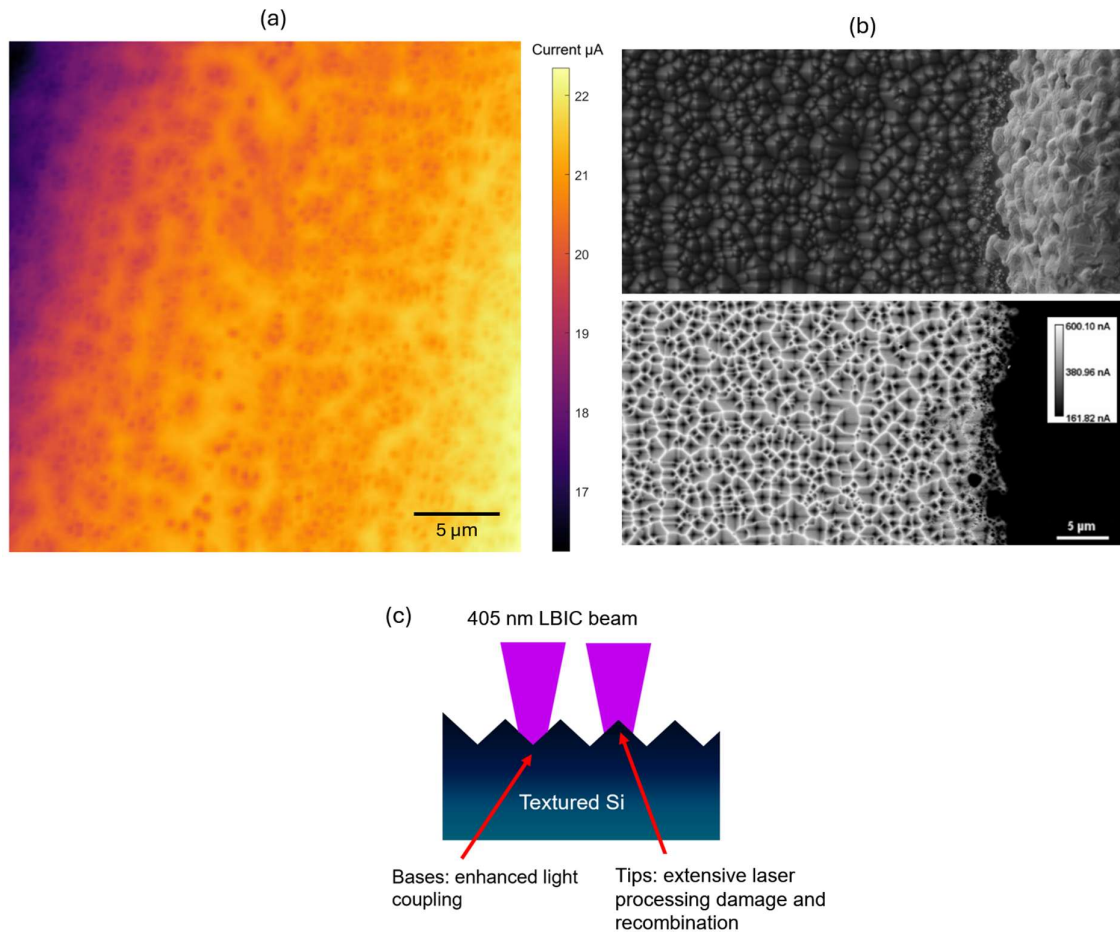 (a)
Current µA
22
21
20
19
18
17
5 µm
(b)
600.10 nA
380.96 nA
161.82 nA
5 µm
(c)
405 nm LBIC beam
Textured Si
Bases: enhanced light
coupling
Tips: extensive laser
processing damage and
recombination